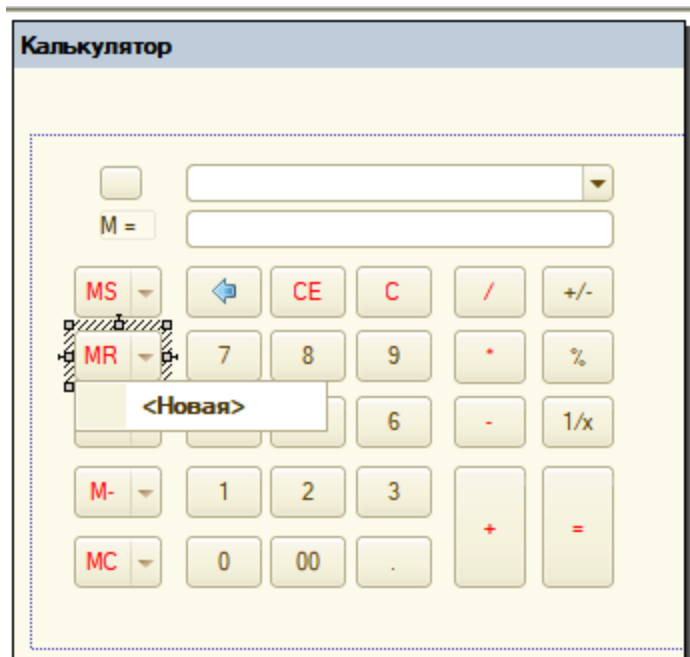 Калькулятор
M =
MS CE C / +/-
MR 7 8 9 * %
<Новая>
6 - 1/x
M- 1 2 3
+ =
MC 0 00 .